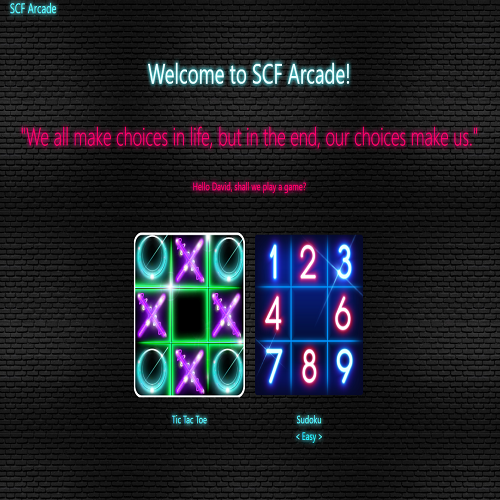 SCF Arcade
Welcome to SCF Arcade!
"We all make choices in life, but in the end, our choices make us."
Hello David, shall we play a game?
1 2 3
4 6
7 8 9
Tic Tac Toe
Sudoku
< Easy >